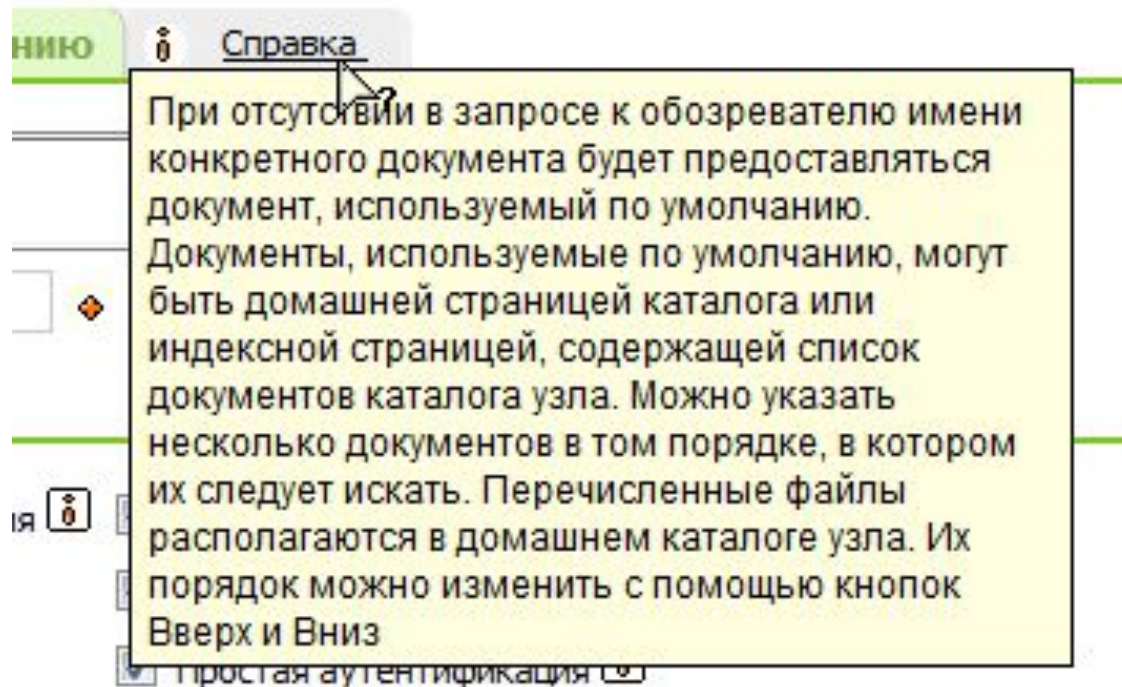 нию Справка
При отсутствии в запросе к обозревателю имени
конкретного документа будет предоставляться
документ, используемый по умолчанию.
Документы, используемые по умолчанию, могут
быть домашней страницей каталога или
индексной страницей, содержащей список
документов каталога узла. Можно указать
несколько документов в том порядке, в котором
их следует искать. Перечисленные файлы
располагаются в домашнем каталоге узла. Их
порядок можно изменить с помощью кнопок
Вверх и Вниз
ия
Простая аутентификация